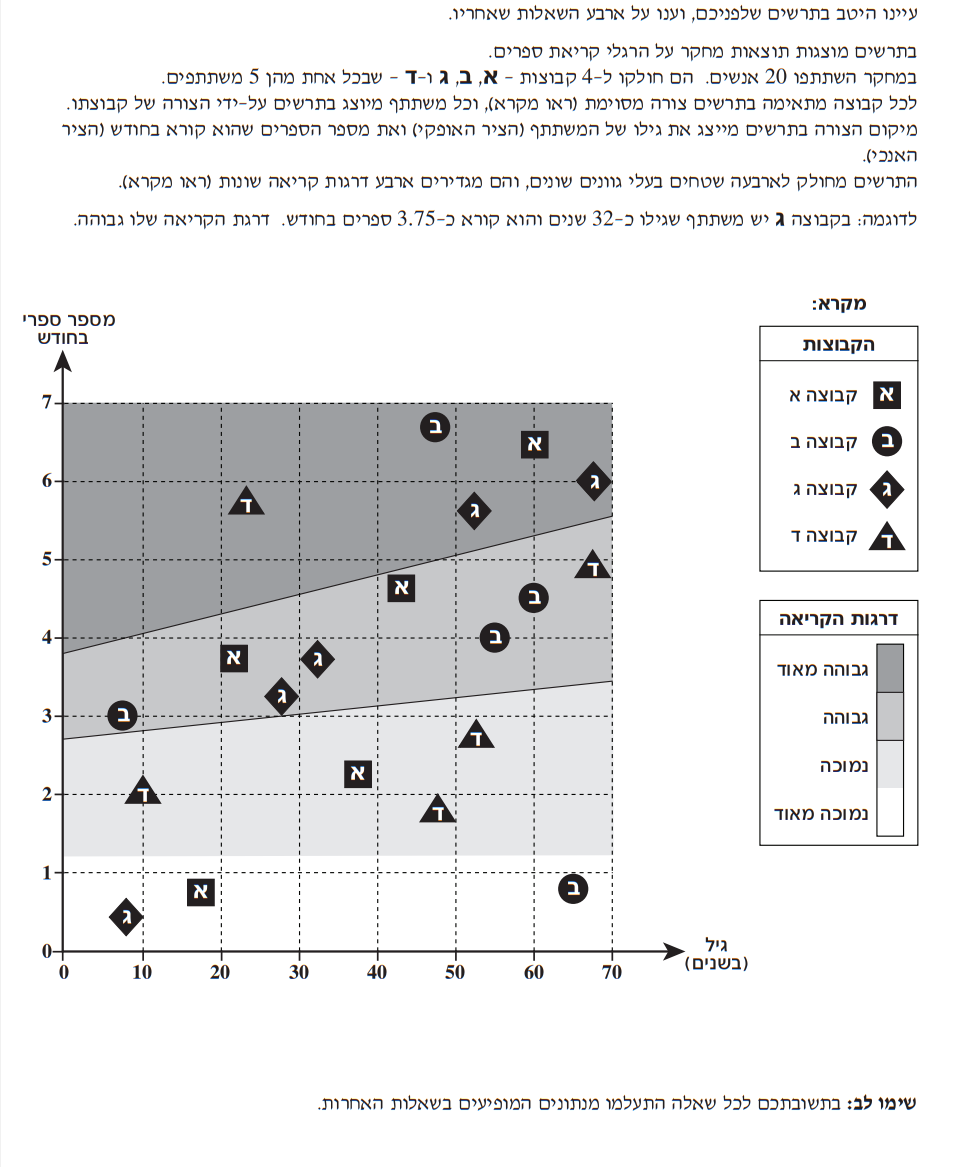 עיינו היטב בתרשים שלפניכם, וענו על ארבע השאלות שאחריו.
בתרשים מוצגות תוצאות מחקר על הרגלי קריאת ספרים.
במחקר השתתפו 20 אנשים. הם חולקו ל-4 קבוצות - א, ב, ג ו-ד - שבכל אחת מהן 5 משתתפים.
לכל קבוצה מתאימה בתרשים צורה מסוימת (ראו מקרא), וכל משתתף מיוצג בתרשים על-ידי הצורה של קבוצתו.
מיקום הצורה בתרשים מייצג את גילו של המשתתף (הציר האופקי) ואת מספר הספרים שהוא קורא בחודש (הציר
האנכי).
התרשים מחולק לארבעה שטחים בעלי גוונים שונים, והם מגדירים ארבע דרגות קריאה שונות (ראו מקרא).
לדוגמה: בקבוצה ג יש משתתף שגילו כ-32 שנים והוא קורא כ-3.75 ספרים בחודש. דרגת הקריאה שלו גבוהה.
מקרא:
הקבוצות
א קבוצה א
ב קבוצה ב
ג קבוצה ג
ד קבוצה ד
דרגות הקריאה
גבוהה מאוד
גבוהה
נמוכה
נמוכה מאוד
מספר ספרי
בחודש
7
6
5
4
3
2
1
0
ב
א
ג
ד
ג
ד
א
ב
ב
א
ג
ג
ב
ד
א
ד
ד
א
ב
ג
0 10 20 30 40 50 60 70
גיל
(בשנים)
שימו לב: בתשובתכם לכל שאלה התעלמו מנתונים המופיעים בשאלות האחרות.